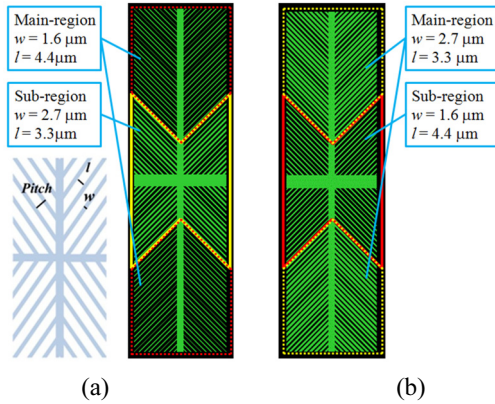 Main-region
w = 1.6 μm
l = 4.4μm
Sub-region
w = 2.7 μm
l = 3.3μm
Pitch
l
w
(a)
Main-region
w = 2.7 μm
l = 3.3 μm
Sub-region
w = 1.6 μm
l = 4.4 μm
(b)